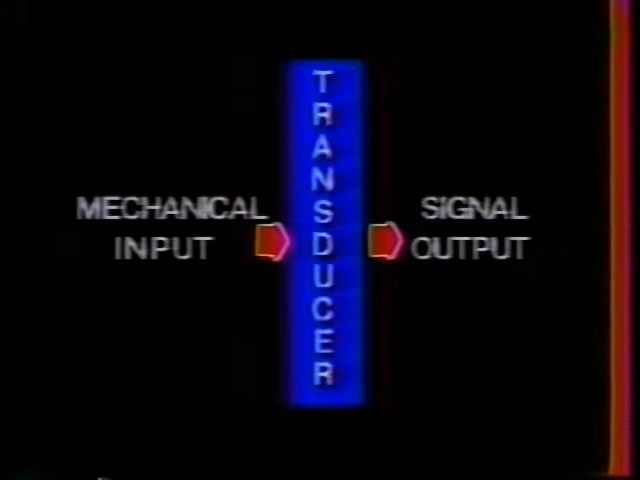 MECHANICAL
INPUT
TRANSDUCER
SIGNAL
OUTPUT